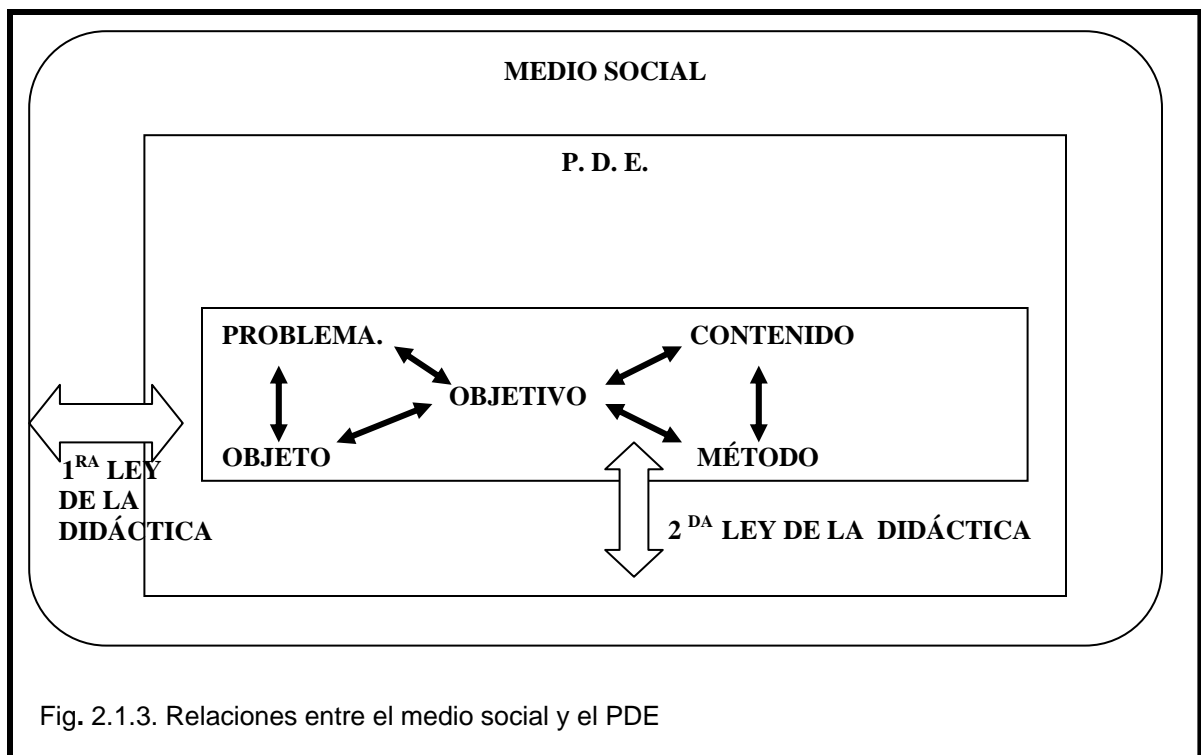 MEDIO SOCIAL
P. D. E.
PROBLEMA.
CONTENIDO
OBJETIVO
OBJETO
MÉTODO
1RA LEY
DE LA
DIDÁCTICA
2 DA LEY DE LA DIDÁCTICA
Fig. 2.1.3. Relaciones entre el medio social y el PDE